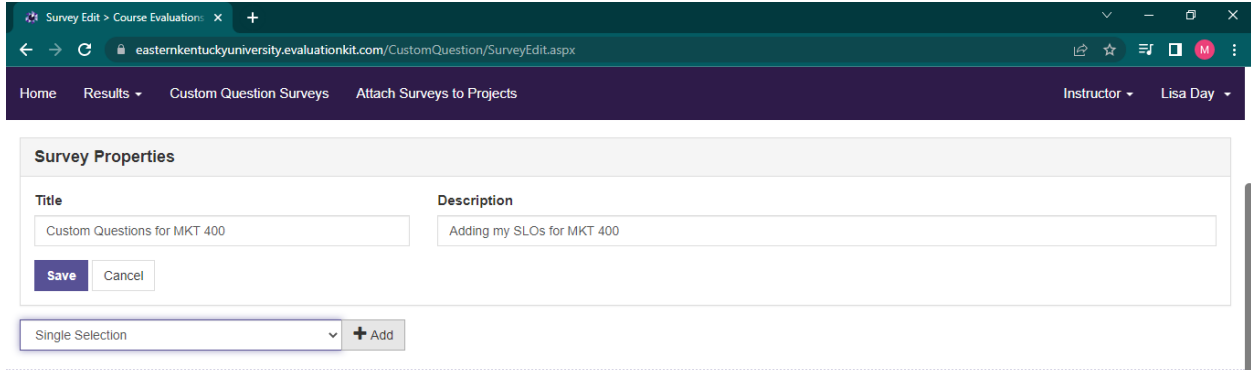 Survey Edit > Course Evaluations
easternkentuckyuniversity.evaluationkit.com/CustomQuestion/SurveyEdit.aspx
M
Home Results Custom Question Surveys Attach Surveys to Projects Instructor Lisa Day
Survey Properties
Title Description
Custom Questions for MKT 400 Adding my SLOs for MKT 400
Save Cancel
Single Selection + Add